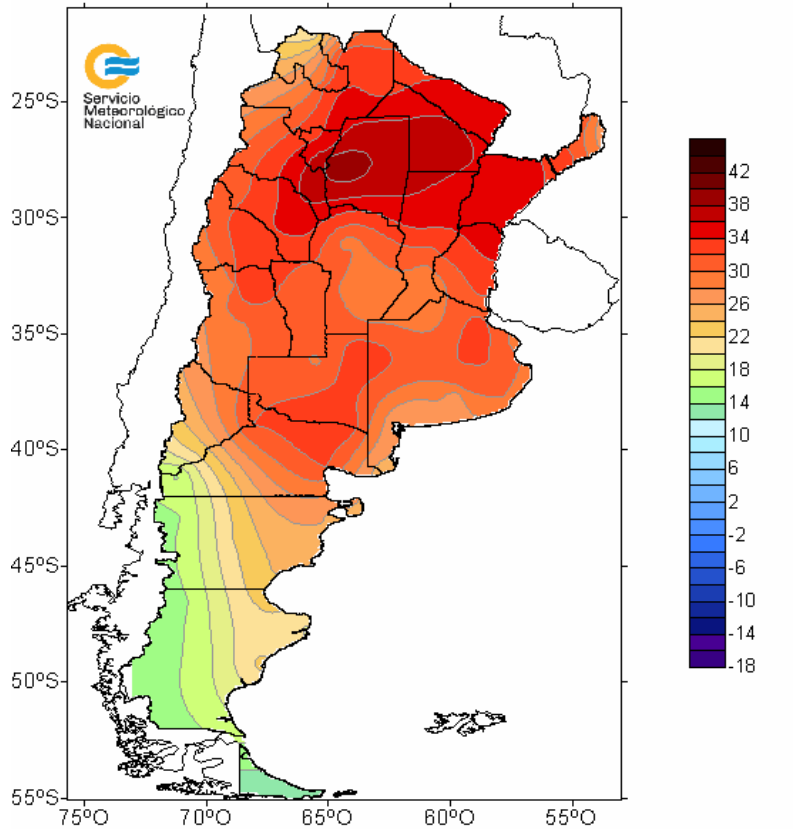 Servicio
Meteorológico
Nacional
25ºS
30ºS
35ºS
40ºS
45ºS
50ºS
55ºS
75ºO
70ºO
65ºO
60ºO
55ºO
42
38
34
30
26
22
18
14
10
6
2
-2
-6
-10
-14
-18